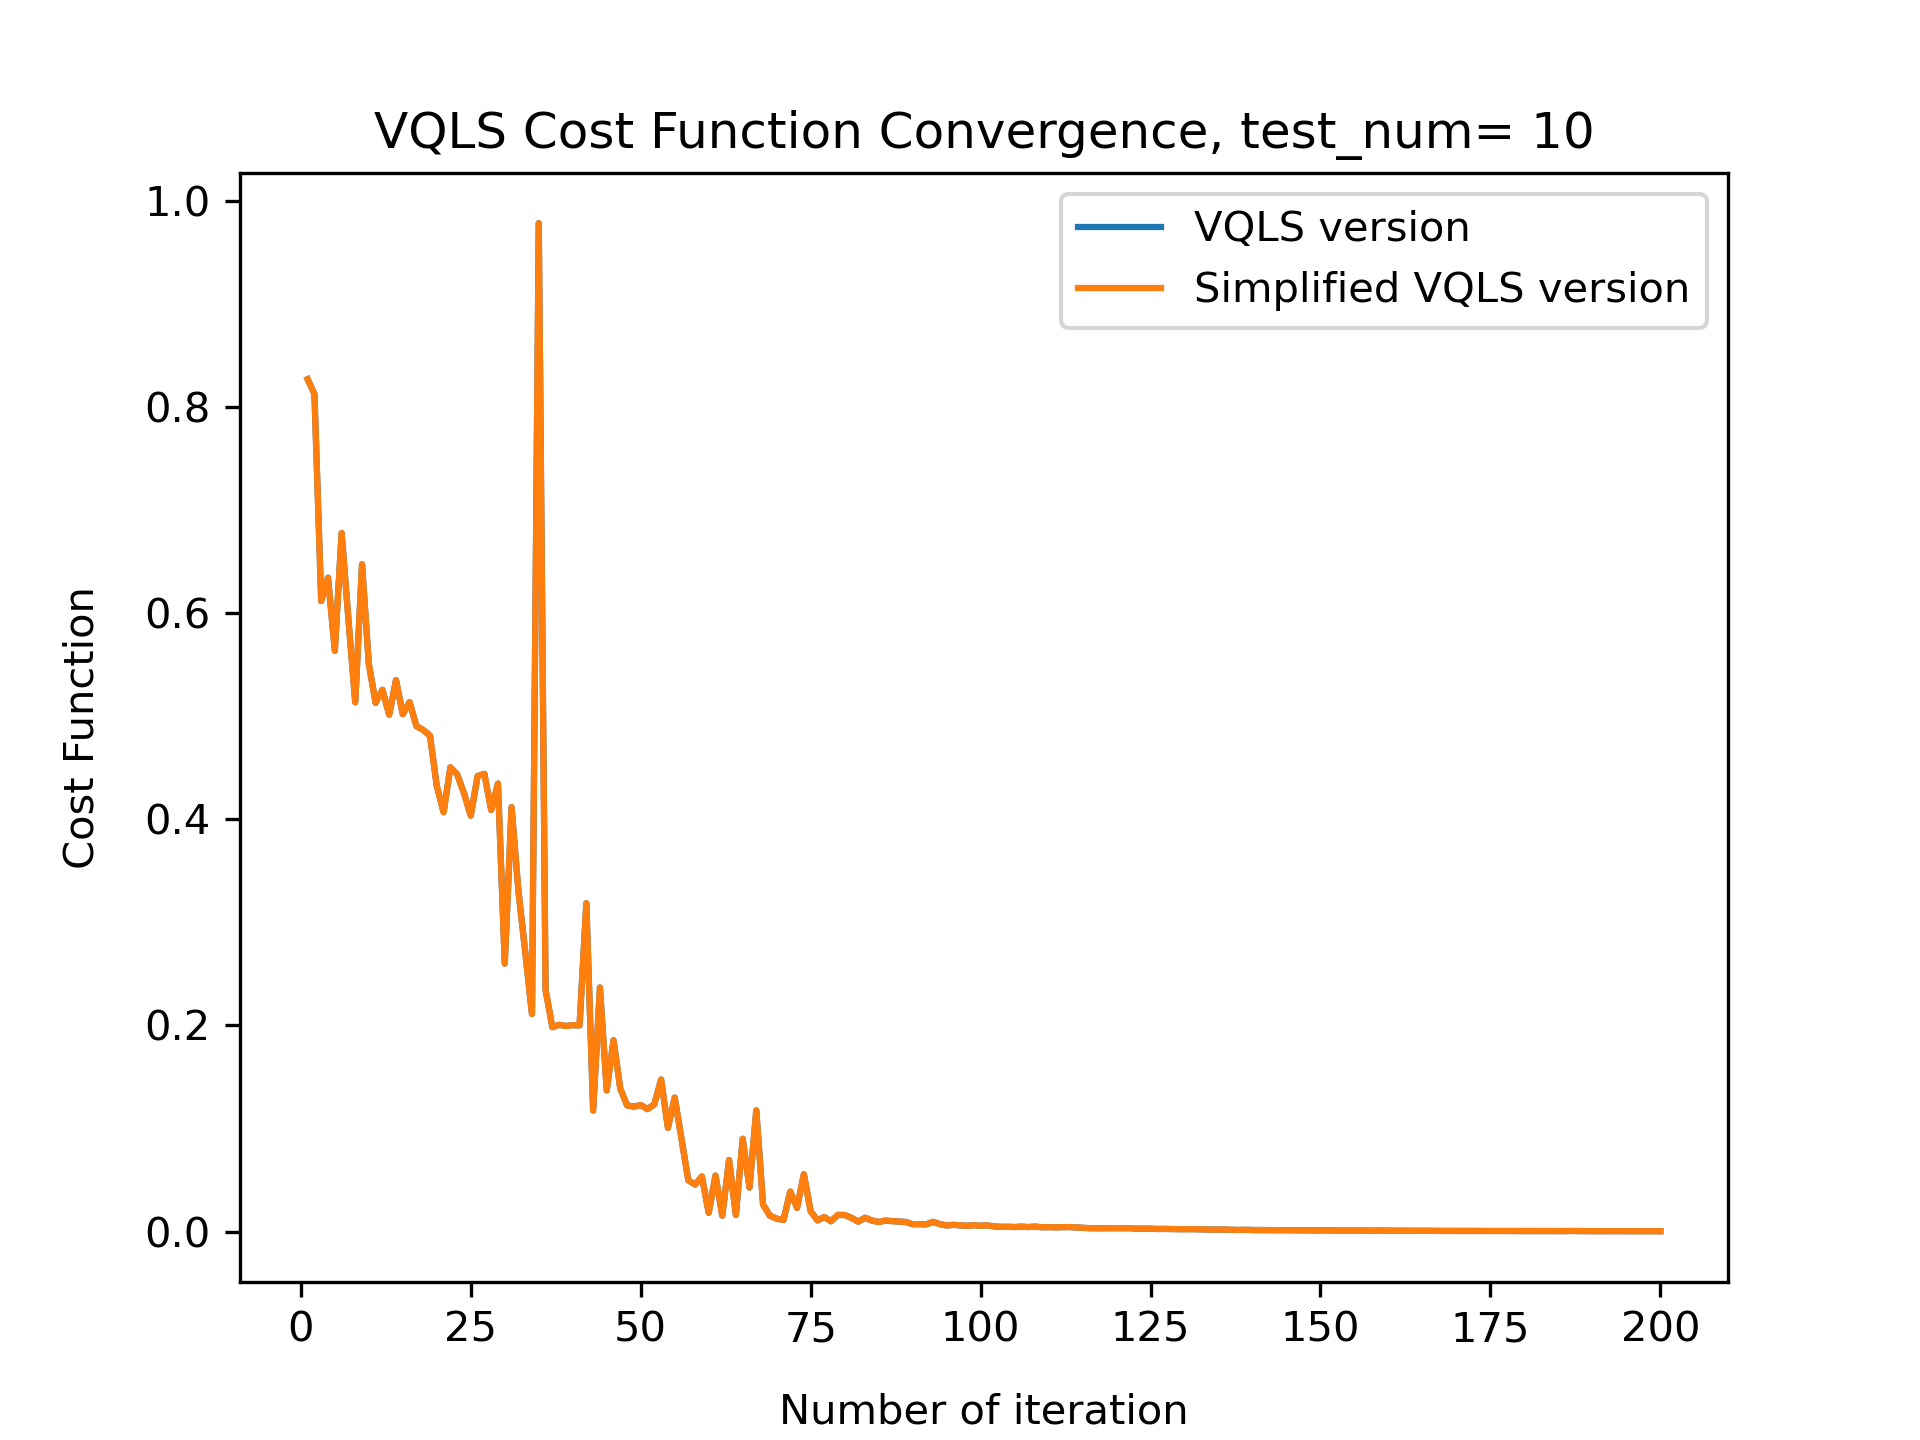 VQLS Cost Function Convergence, test_num= 10
VQLS version
Simplified VQLS version
Cost Function
1.0
0.8
0.6
0.4
0.2
0.0
0 25 50 75 100 125 150 175 200
Number of iteration